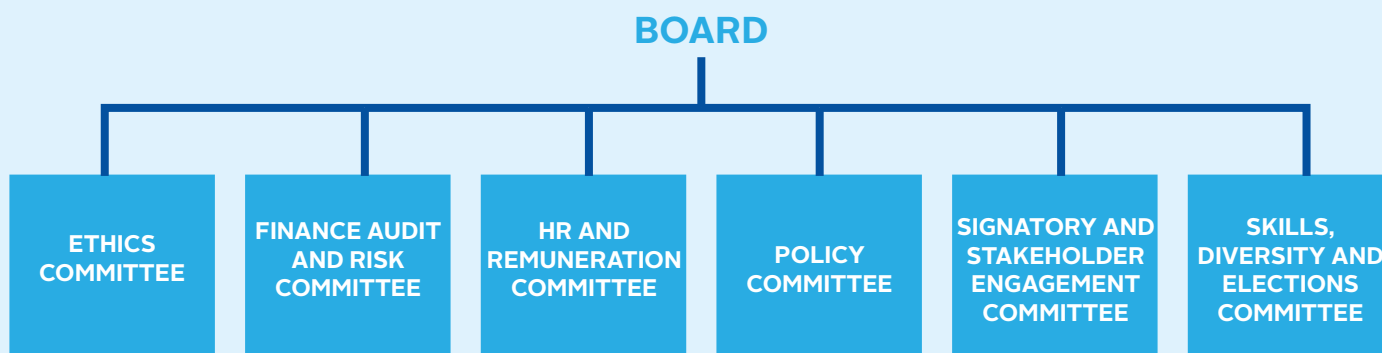 BOARD
ETHICS
COMMITTEE
FINANCE AUDIT
AND RISK
COMMITTEE
HR AND
REMUNERATION
COMMITTEE
POLICY
COMMITTEE
SIGNATORY AND
STAKEHOLDER
ENGAGEMENT
COMMITTEE
SKILLS,
DIVERSITY AND
ELECTIONS
COMMITTEE